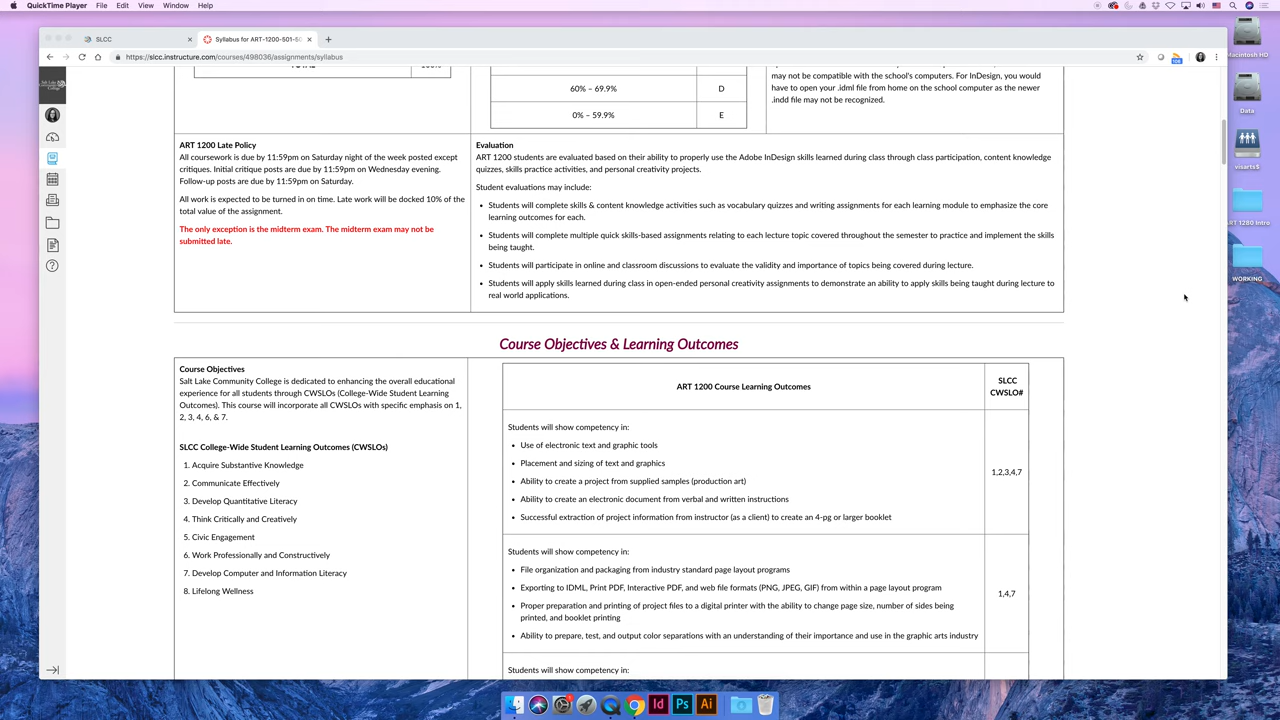 QuickTime Player File Edit View Window Help
SLCC
Syllabus for ART-1200-501-SC
https://slcc.instructure.com/courses/498036/assignments/syllabus
100%
60% – 69.9% D
0% – 59.9% E
may not be compatible with the school's computers. For InDesign, you would
have to open your .idml file from home on the school computer as the newer
.indd file may not be recognized.
ART 1200 Late Policy
All coursework is due by 11:59pm on Saturday night of the week posted except
critiques. Initial critique posts are due by 11:59pm on Wednesday evening.
Follow-up posts are due by 11:59pm on Saturday.
All work is expected to be turned in on time. Late work will be docked 10% of the
total value of the assignment.
The only exception is the midterm exam. The midterm exam may not be
submitted late.
Evaluation
ART 1200 students are evaluated based on their ability to properly use the Adobe InDesign skills learned during class through class participation, content knowledge
quizzes, skills practice activities, and personal creativity projects.
Student evaluations may include:
• Students will complete skills & content knowledge activities such as vocabulary quizzes and writing assignments for each learning module to emphasize the core
learning outcomes for each.
• Students will complete multiple quick skills-based assignments relating to each lecture topic covered throughout the semester to practice and implement the skills
being taught.
• Students will participate in online and classroom discussions to evaluate the validity and importance of topics being covered during lecture.
• Students will apply skills learned during class in open-ended personal creativity assignments to demonstrate an ability to apply skills being taught during lecture to
real world applications.
Course Objectives & Learning Outcomes
Course Objectives
Salt Lake Community College is dedicated to enhancing the overall educational
experience for all students through CWSLOs (College-Wide Student Learning
Outcomes). This course will incorporate all CWSLOs with specific emphasis on 1,
2, 3, 4, 6, & 7.
SLCC College-Wide Student Learning Outcomes (CWSLOs)
1. Acquire Substantive Knowledge
2. Communicate Effectively
3. Develop Quantitative Literacy
4. Think Critically and Creatively
5. Civic Engagement
6. Work Professionally and Constructively
7. Develop Computer and Information Literacy
8. Lifelong Wellness
ART 1200 Course Learning Outcomes
SLCC
CWSLO#
Students will show competency in:
• Use of electronic text and graphic tools
• Placement and sizing of text and graphics
• Ability to create a project from supplied samples (production art)
• Ability to create an electronic document from verbal and written instructions
• Successful extraction of project information from instructor (as a client) to create an 4-pg or larger booklet
1,2,3,4,7
Students will show competency in:
• File organization and packaging from industry standard page layout programs
• Exporting to IDML, Print PDF, Interactive PDF, and web file formats (PNG, JPEG, GIF) from within a page layout program
• Proper preparation and printing of project files to a digital printer with the ability to change page size, number of sides being
printed, and booklet printing
• Ability to prepare, test, and output color separations with an understanding of their importance and use in the graphic arts industry
1,4,7
Students will show competency in:
Macintosh HD
Data
visarts$
ART 1280 Intro
WORKING
Id Ps Ai